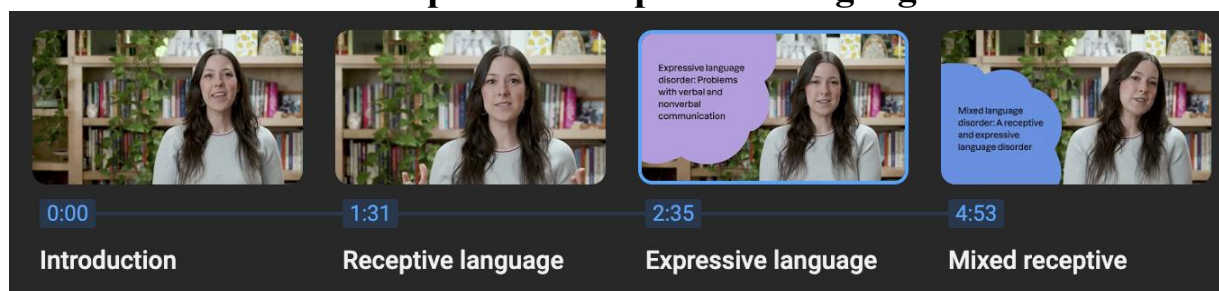 Expressive language
disorder: Problems
with verbal and
nonverbal
communication
Mixed language
disorder: A receptive
and expressive
language disorder
0:00
1:31
2:35
4:53
Introduction
Receptive language
Expressive language
Mixed receptive